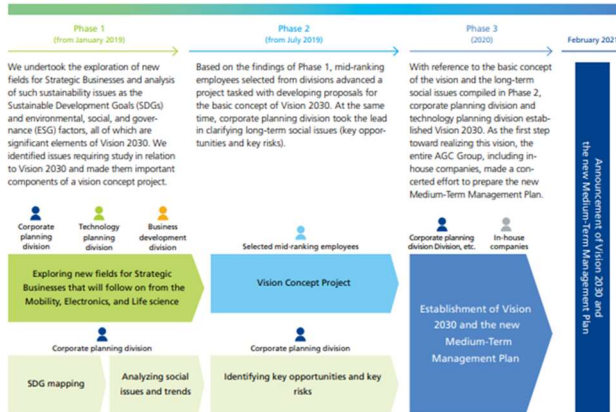 Phase 1
(from January 2019)
We undertook the exploration of new
fields for Strategic Businesses and analysis
of such sustainability issues as the
Sustainable Development Goals (SDGs)
and environmental, social, and gover-
nance (ESG) factors, all of which are
significant elements of Vision 2030. We
identified issues requiring study in relation
to Vision 2030 and made them important
components of a vision concept project.
Phase 2
(from July 2019)
Based on the findings of Phase 1, mid-ranking
employees selected from divisions advanced a
project tasked with developing proposals for
the basic concept of Vision 2030. At the same
time, corporate planning division took the lead
in clarifying long-term social issues (key oppor-
tunities and key risks).
Phase 3
(2020)
With reference to the basic concept
of the vision and the long-term
social issues compiled in Phase 2,
corporate planning division and
technology planning division estab-
lished Vision 2030. As the first step
toward realizing this vision, the
entire AGC Group, including in-
house companies, made a con-
certed effort to prepare the new
Medium-Term Management Plan.
February 2021
Announcement of Vision 2030 and
the new Medium-Term Management Plan
Corporate
planning
division
Technology
planning
division
Business
development
division
Exploring new fields for Strategic
Businesses that will follow on from the
Mobility, Electronics, and Life science
Selected mid-ranking employees
Vision Concept Project
Corporate planning
division Division, etc.
In-house
companies
Establishment of Vision
2030 and the new
Medium-Term
Management Plan
Corporate planning division
SDG mapping
Analyzing social
issues and trends
Corporate planning division
Identifying key opportunities and key
risks